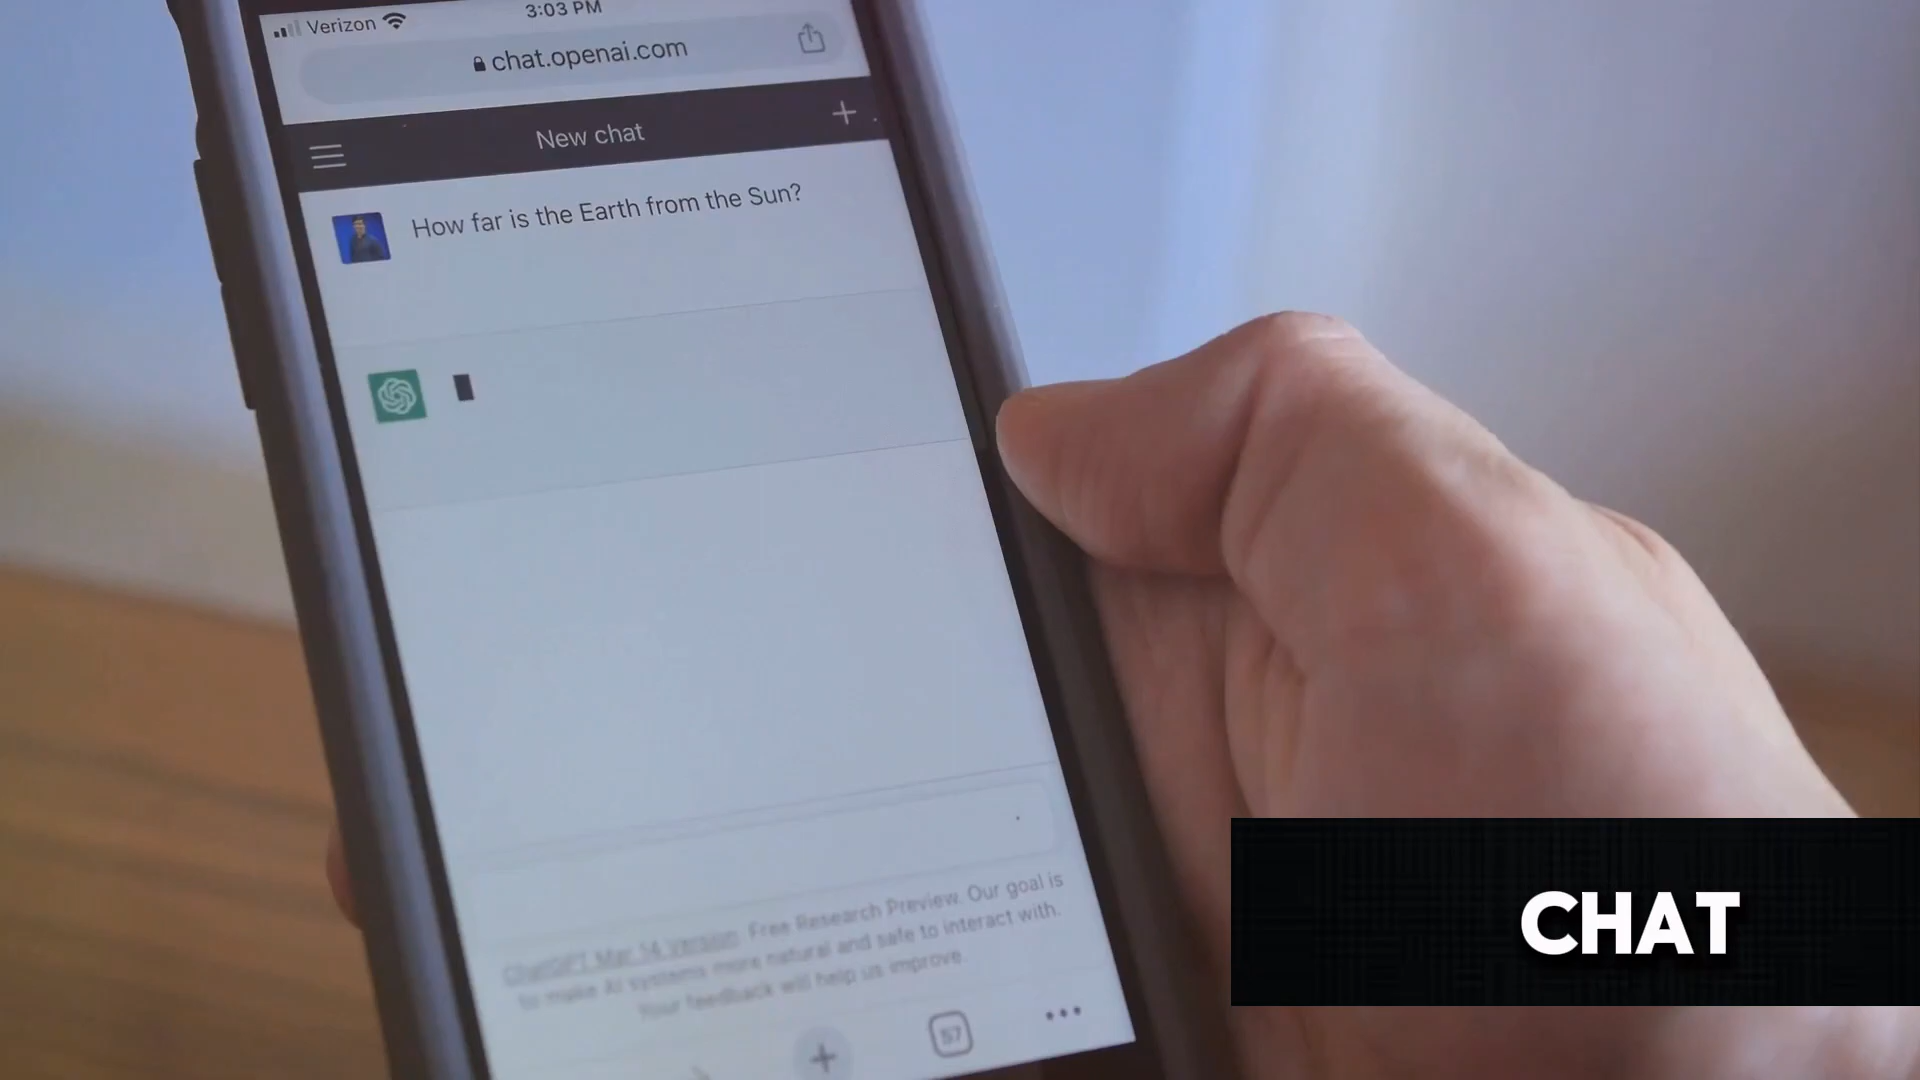 Verizon
3:03 PM
chat.openai.com
New chat
How far is the Earth from the Sun?
ChatGPT Mar 14 Version. Free Research Preview. Our goal is
to make AI systems more natural and safe to interact with.
Your feedback will help us improve.
57
CHAT